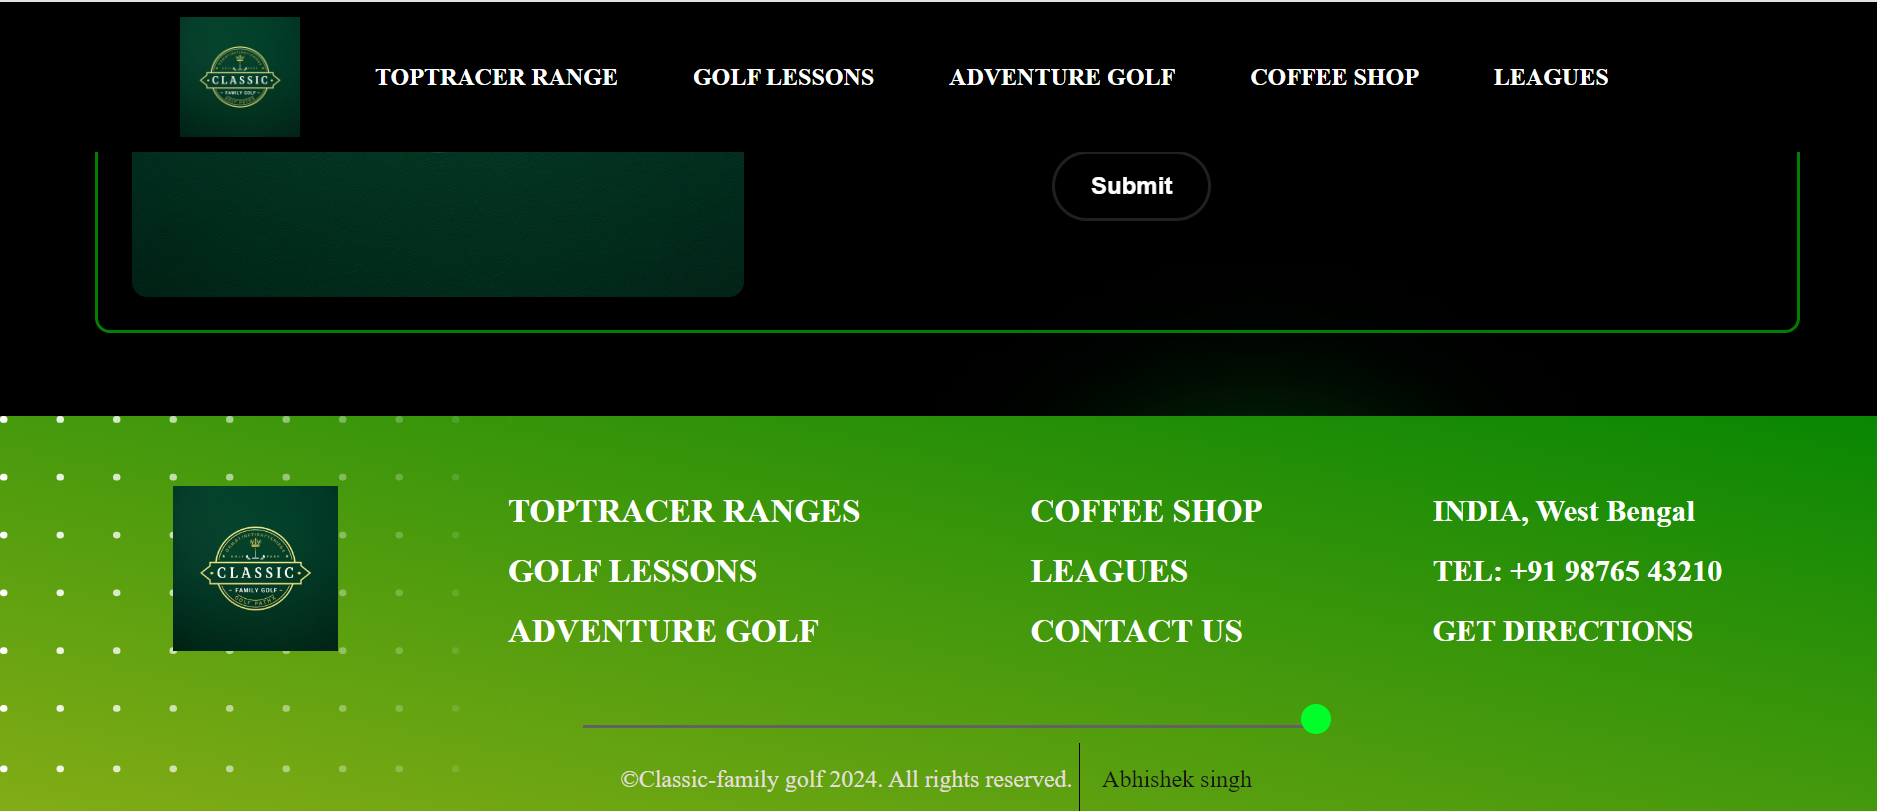 CLASSIC
FAMILY GOLF
TOPTRACER RANGE
GOLF LESSONS
ADVENTURE GOLF
COFFEE SHOP
LEAGUES
Submit
CLASSIC
FAMILY GOLF
TOPTRACER RANGES
GOLF LESSONS
ADVENTURE GOLF
COFFEE SHOP
LEAGUES
CONTACT US
INDIA, West Bengal
TEL: +91 98765 43210
GET DIRECTIONS
©Classic-family golf 2024. All rights reserved.
Abhishek singh